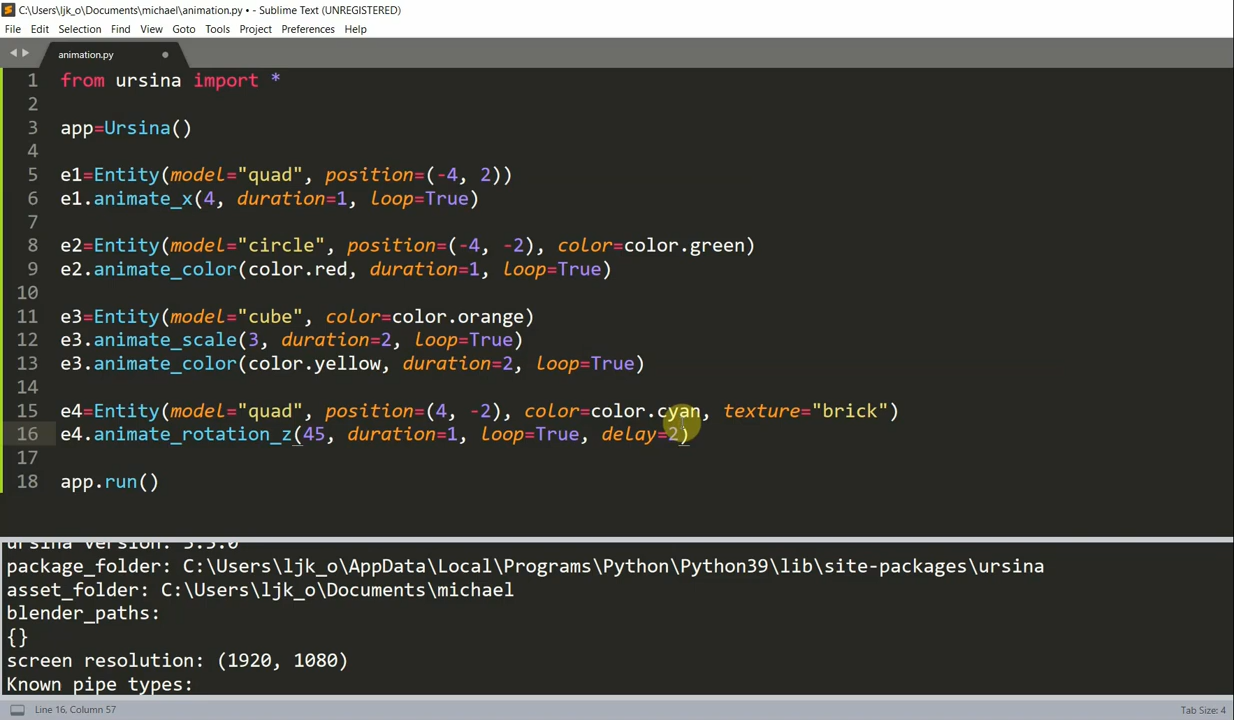 C:\Users\ljk_o\Documents\michael\animation.py • - Sublime Text (UNREGISTERED)
File Edit Selection Find View Goto Tools Project Preferences Help
animation.py
1 from ursina import *
2
3 app=Ursina()
4
5 e1=Entity(model="quad", position=(-4, 2))
6 e1.animate_x(4, duration=1, loop=True)
7
8 e2=Entity(model="circle", position=(-4, -2), color=color.green)
9 e2.animate_color(color.red, duration=1, loop=True)
10
11 e3=Entity(model="cube", color=color.orange)
12 e3.animate_scale(3, duration=2, loop=True)
13 e3.animate_color(color.yellow, duration=2, loop=True)
14
15 e4=Entity(model="quad", position=(4, -2), color=color.cyan, texture="brick")
16 e4.animate_rotation_z(45, duration=1, loop=True, delay=2)
17
18 app.run()
ursina version:
package_folder: C:\Users\ljk_o\AppData\Local\Programs\Python\Python39\lib\site-packages\ursina
asset_folder: C:\Users\ljk_o\Documents\michael
blender_paths:
{}
screen resolution: (1920, 1080)
Known pipe types:
Line 16, Column 57
Tab Size: 4